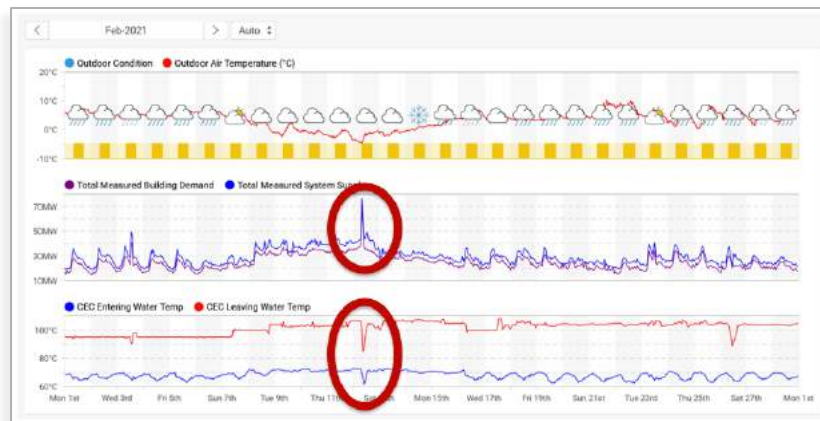 Feb-2021
Auto
Outdoor Condition Outdoor Air Temperature (°C)
20°C
10°C
0°C
-10°C
Total Measured Building Demand Total Measured System
70MW
50MW
30MW
10MW
CEC Entering Water Temp CEC Leaving Water Temp
100°C
80°C
60°C
Mon 1st Wed 3rd Fri 5th Sun 7th Tue 9th Thu 11th Sat Mon 15th Wed 17th Fri 19th Sun 21st Tue 23rd Thu 25th Sat 27th Mon 1st